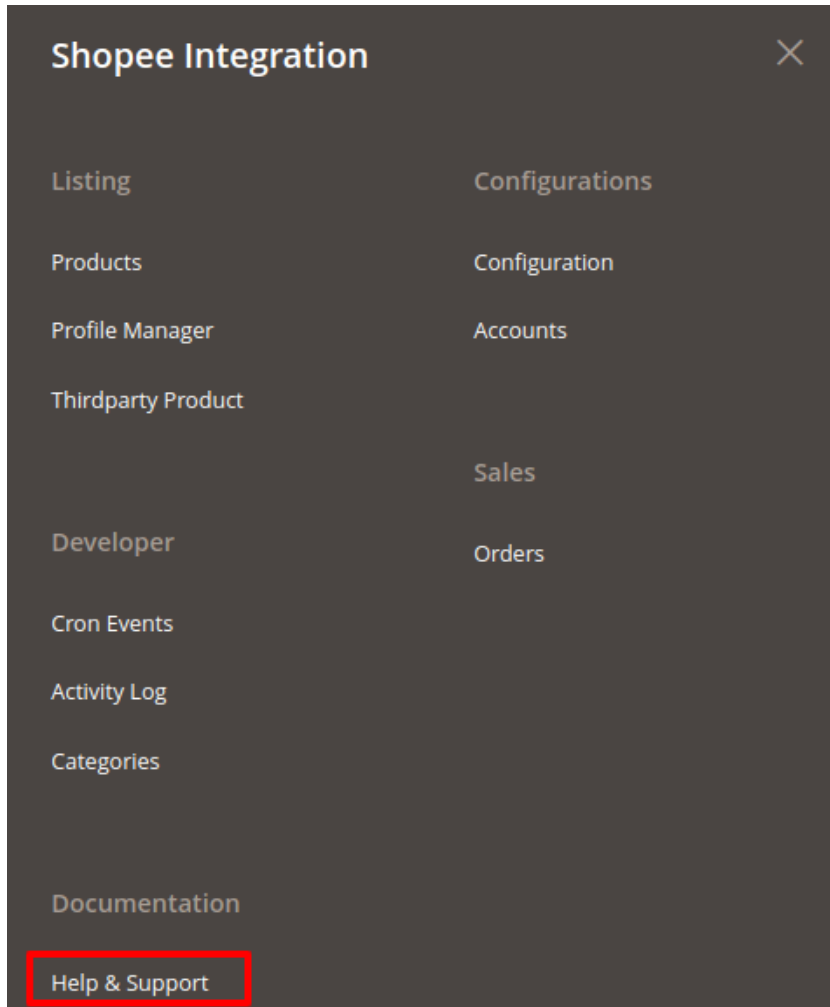 Shopee Integration
Listing
Products
Profile Manager
Thirdparty Product
Developer
Cron Events
Activity Log
Categories
Documentation
Help & Support
Configurations
Configuration
Accounts
Sales
Orders